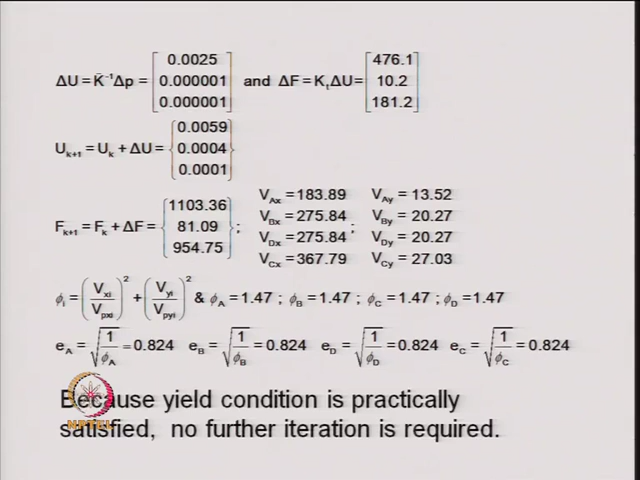 ΔU = K̄⁻¹Δp = [0.0025 0.000001 0.000001] and ΔF = KₜΔU = [476.1 10.2 181.2]
Uₖ₊₁ = Uₖ + ΔU = {0.0059 0.0004 0.0001}
Fₖ₊₁ = Fₖ + ΔF = {1103.36 81.09 954.75} ;
V_Ax = 183.89 V_Ay = 13.52
V_Bx = 275.84 V_By = 20.27
V_Dx = 275.84 ; V_Dy = 20.27
V_Cx = 367.79 V_Cy = 27.03
ϕᵢ = (V_xi / V_pxi)² + (V_yi / V_pyi)² & ϕ_A = 1.47 ; ϕ_B = 1.47 ; ϕ_C = 1.47 ; ϕ_D = 1.47
e_A = √(1/ϕ_A) = 0.824 e_B = √(1/ϕ_B) = 0.824 e_D = √(1/ϕ_D) = 0.824 e_C = √(1/ϕ_C) = 0.824
Because yield condition is practically
satisfied, no further iteration is required.
NPTEL